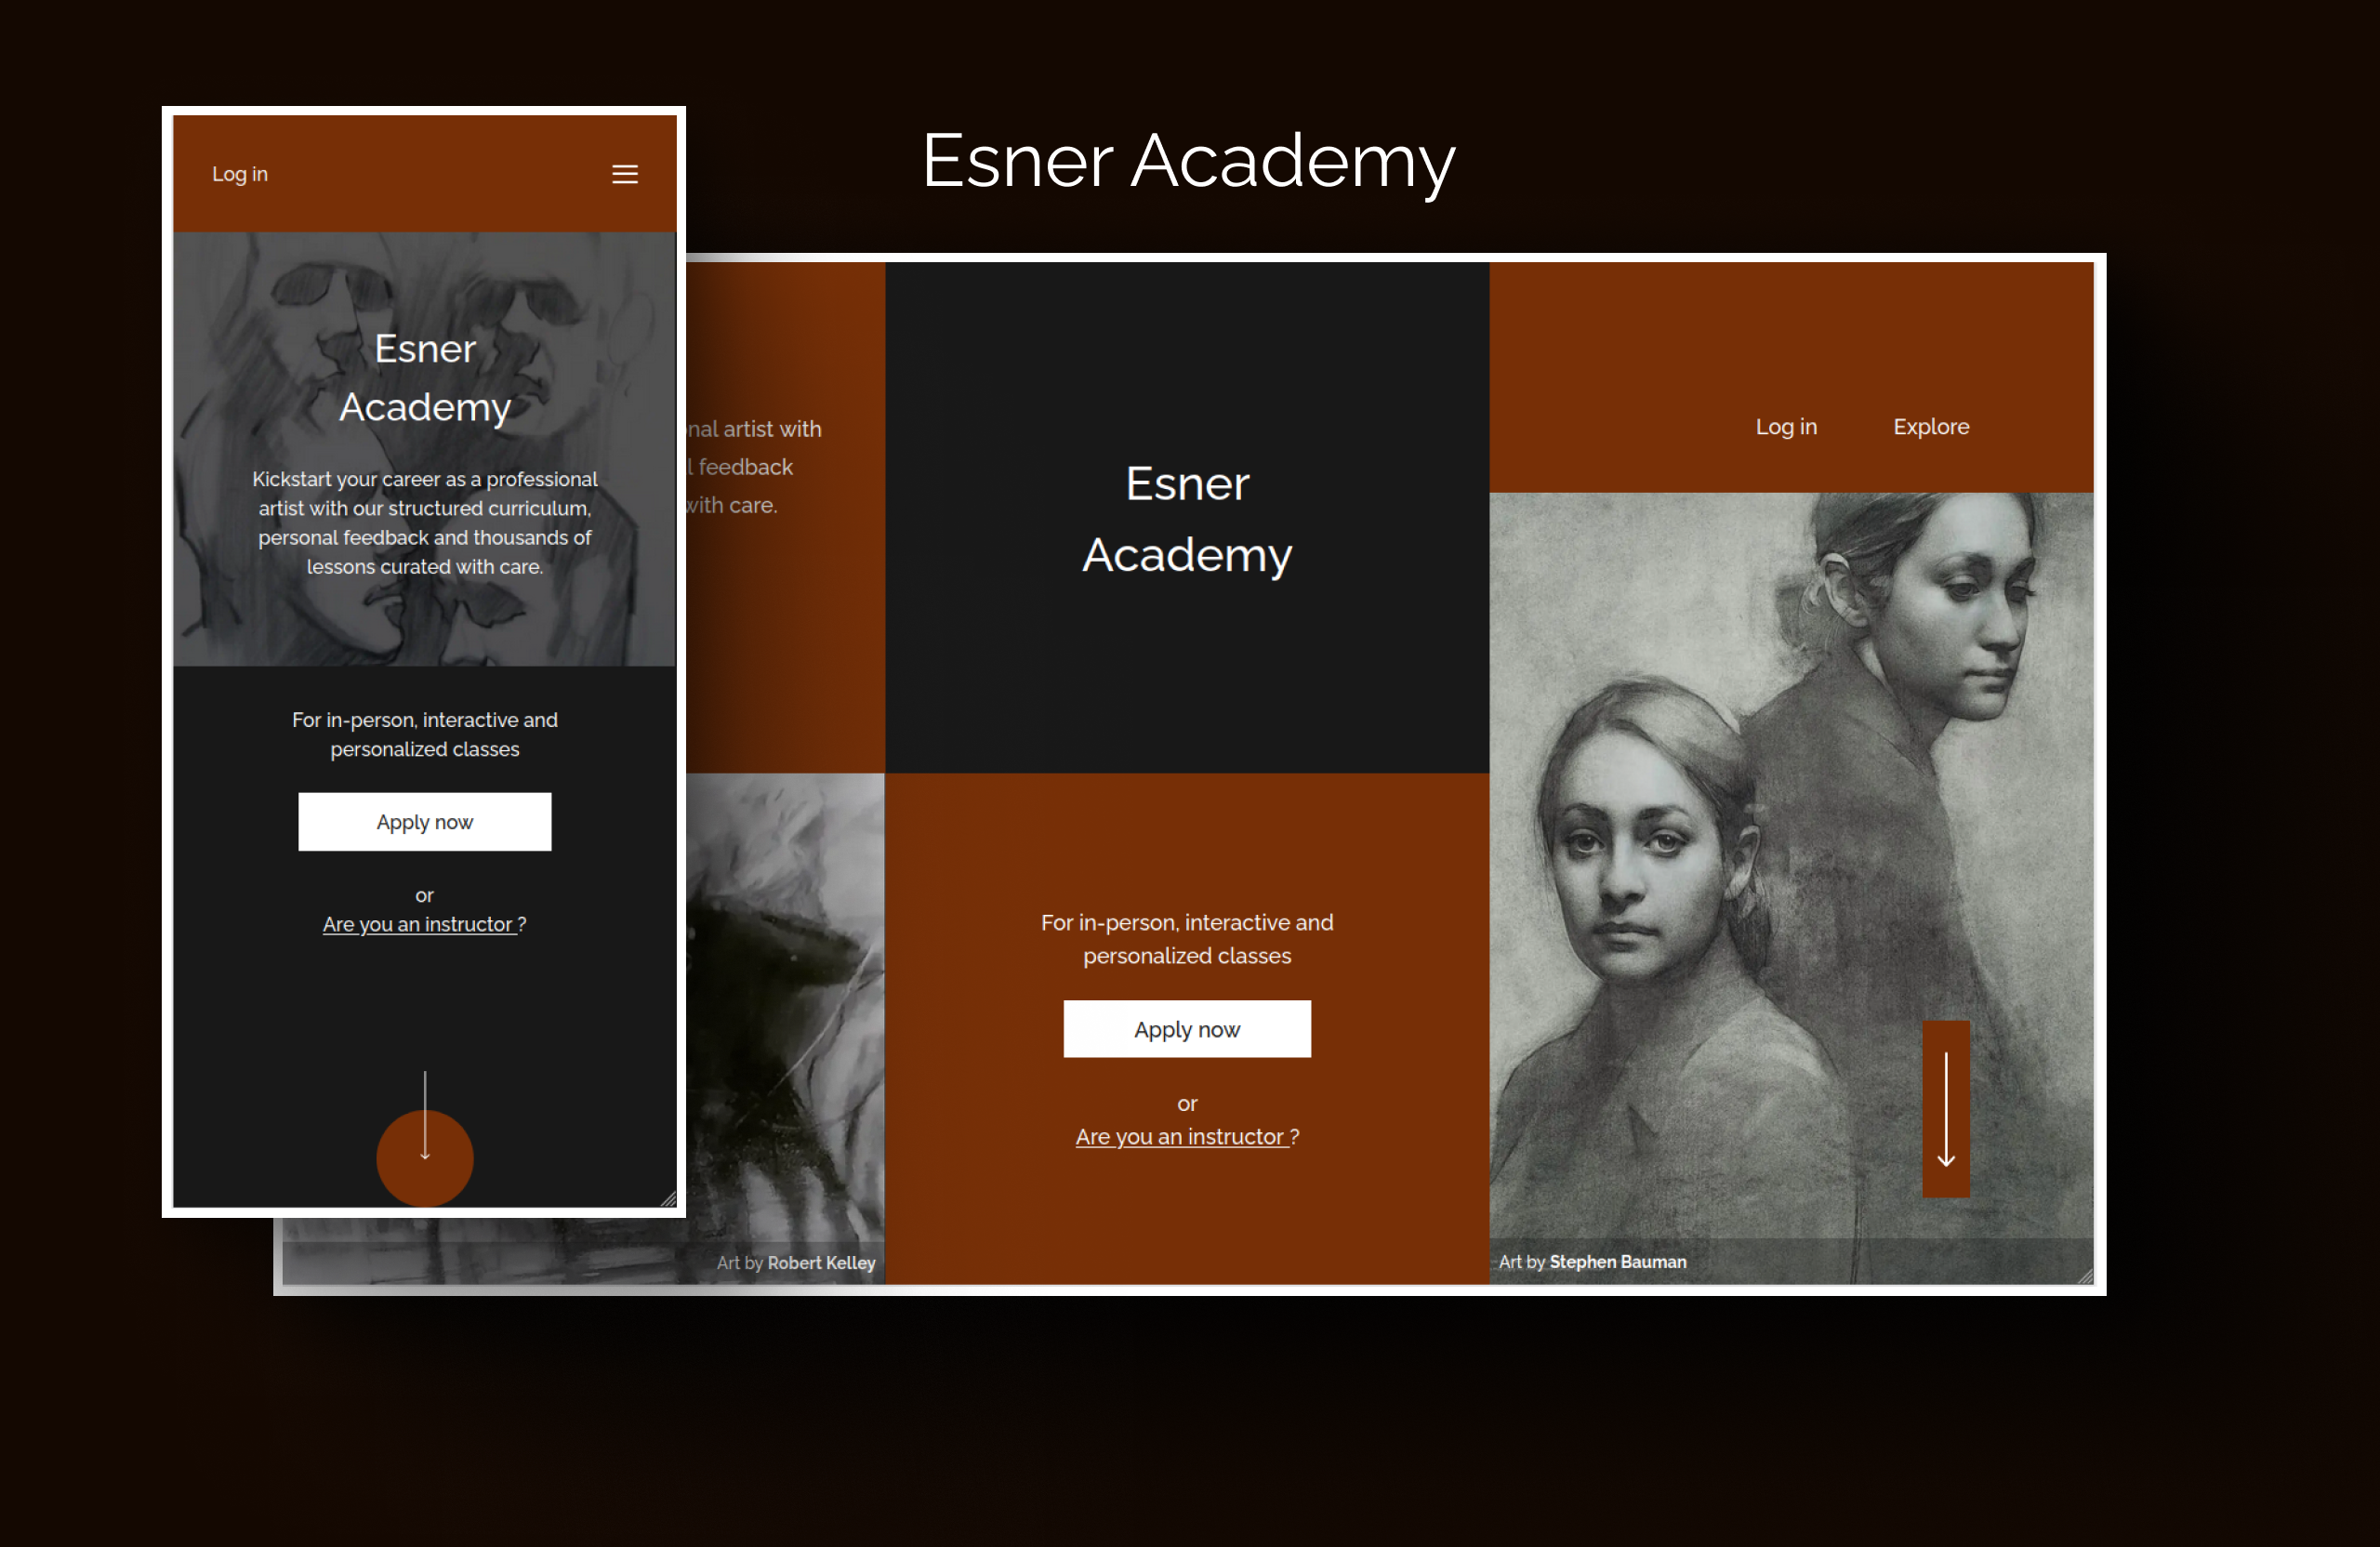 Esner Academy
Log in
Esner
Academy
Kickstart your career as a professional
artist with our structured curriculum,
personal feedback and thousands of
lessons curated with care.
For in-person, interactive and
personalized classes
Apply now
or
Are you an instructor ?
nal artist with
l feedback
with care.
Art by Robert Kelley
Esner
Academy
For in-person, interactive and
personalized classes
Apply now
or
Are you an instructor ?
Log in
Explore
Art by Stephen Bauman